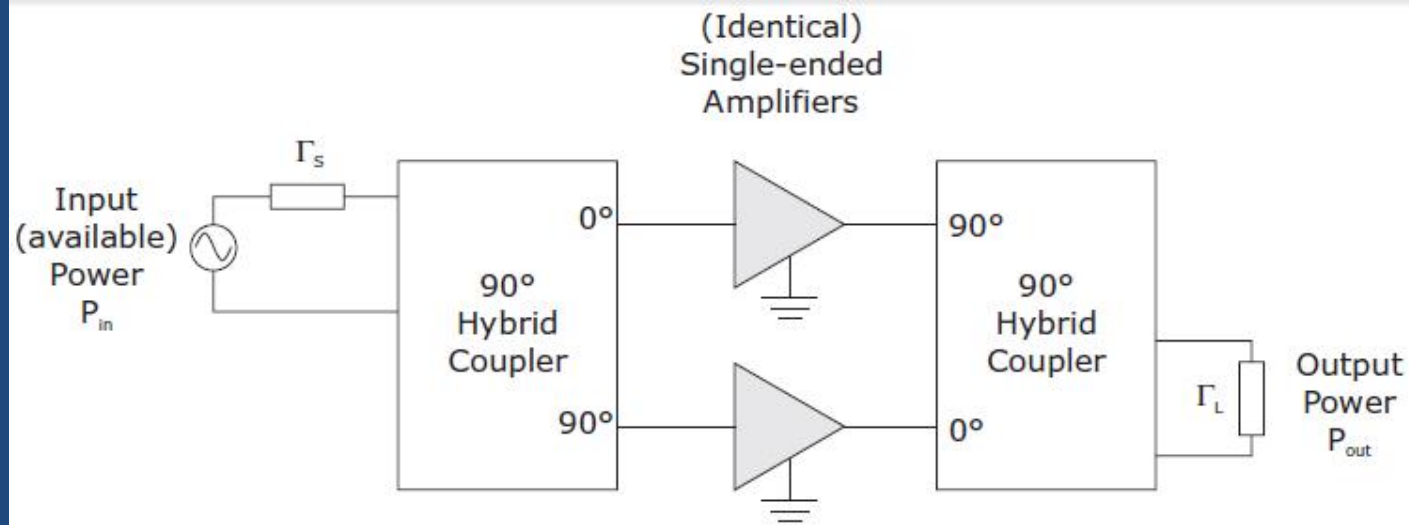 (Identical)
Single-ended
Amplifiers
Γs
Input
(available)
Power
Pin
0°
90°
Hybrid
Coupler
90°
90°
90°
Hybrid
Coupler
0°
ΓL
Output
Power
Pout